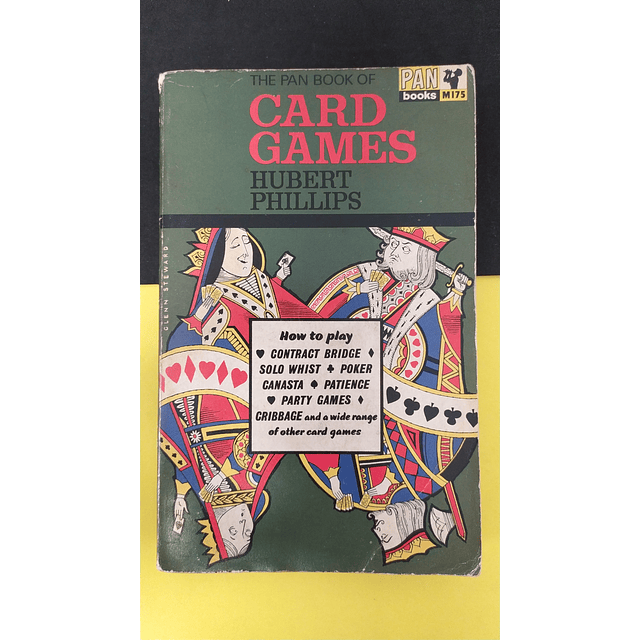 THE PAN BOOK OF
PAN
books M175
CARD
GAMES
HUBERT
PHILLIPS
GLENN STEWARD
How to play
♥ CONTRACT BRIDGE ♦
SOLO WHIST ♣ POKER
CANASTA ♠ PATIENCE
♥ PARTY GAMES ♦
CRIBBAGE and a wide range
of other card games